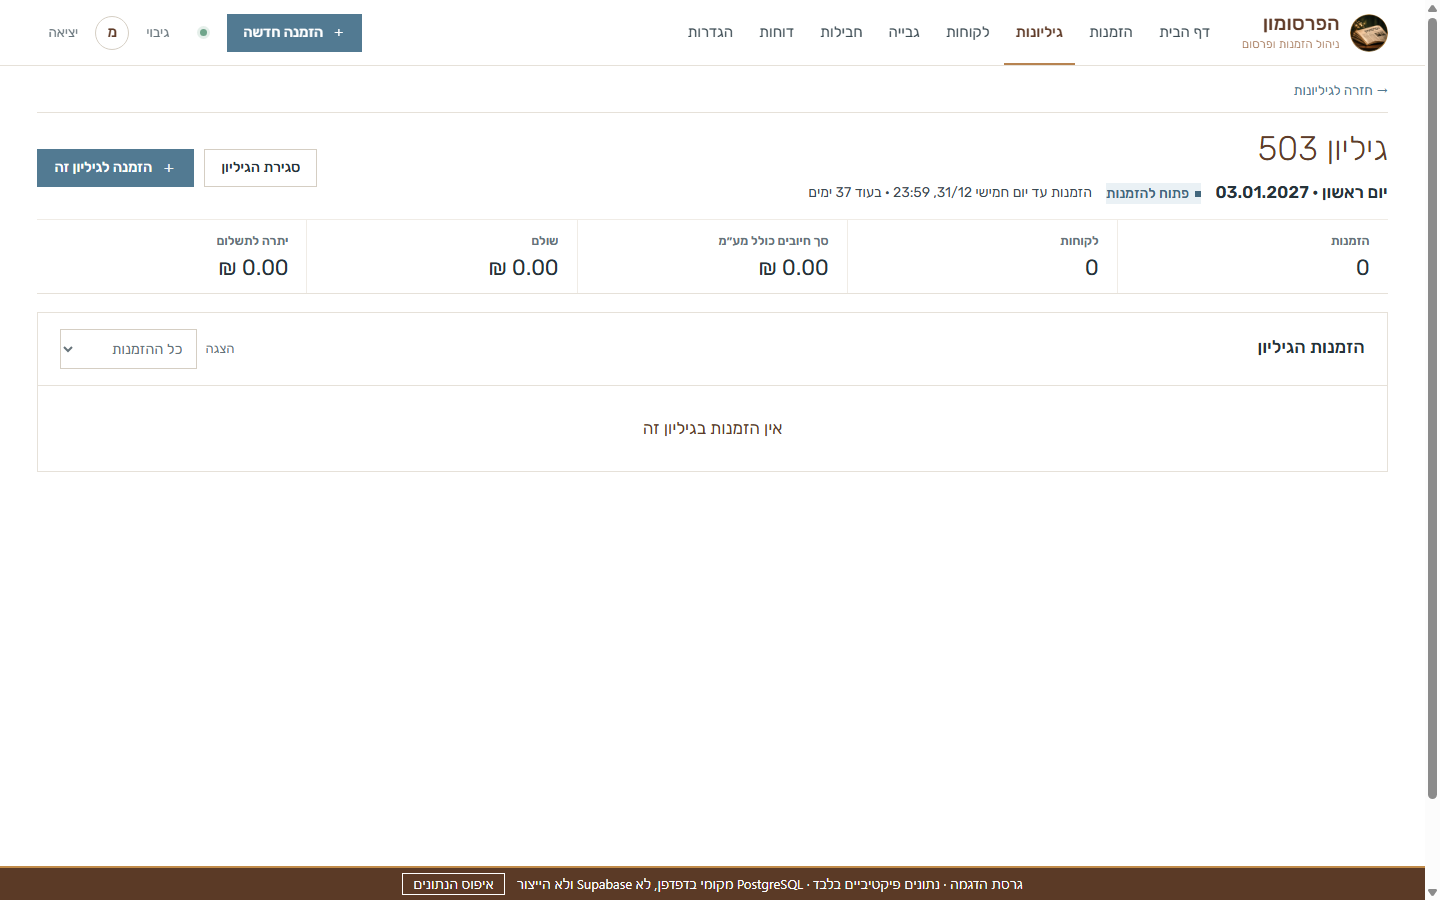 הפרסומון
ניהול הזמנות ופרסום
דף הבית
הזמנות
גיליונות
לקוחות
גבייה
חבילות
דוחות
הגדרות
+ הזמנה חדשה
גיבוי
מ
יציאה
→ חזרה לגיליונות
גיליון 503
יום ראשון • 03.01.2027
פתוח להזמנות
הזמנות עד יום חמישי 31/12, 23:59 • בעוד 37 ימים
סגירת הגיליון
+ הזמנה לגיליון זה
הזמנות
0
לקוחות
0
סך חיובים כולל מע״מ
0.00 ₪
שולם
0.00 ₪
יתרה לתשלום
0.00 ₪
הזמנות הגיליון
הצגה
כל ההזמנות
אין הזמנות בגיליון זה
גרסת הדגמה · נתונים פיקטיביים בלבד · PostgreSQL מקומי בדפדפן, לא Supabase ולא הייצור
איפוס הנתונים